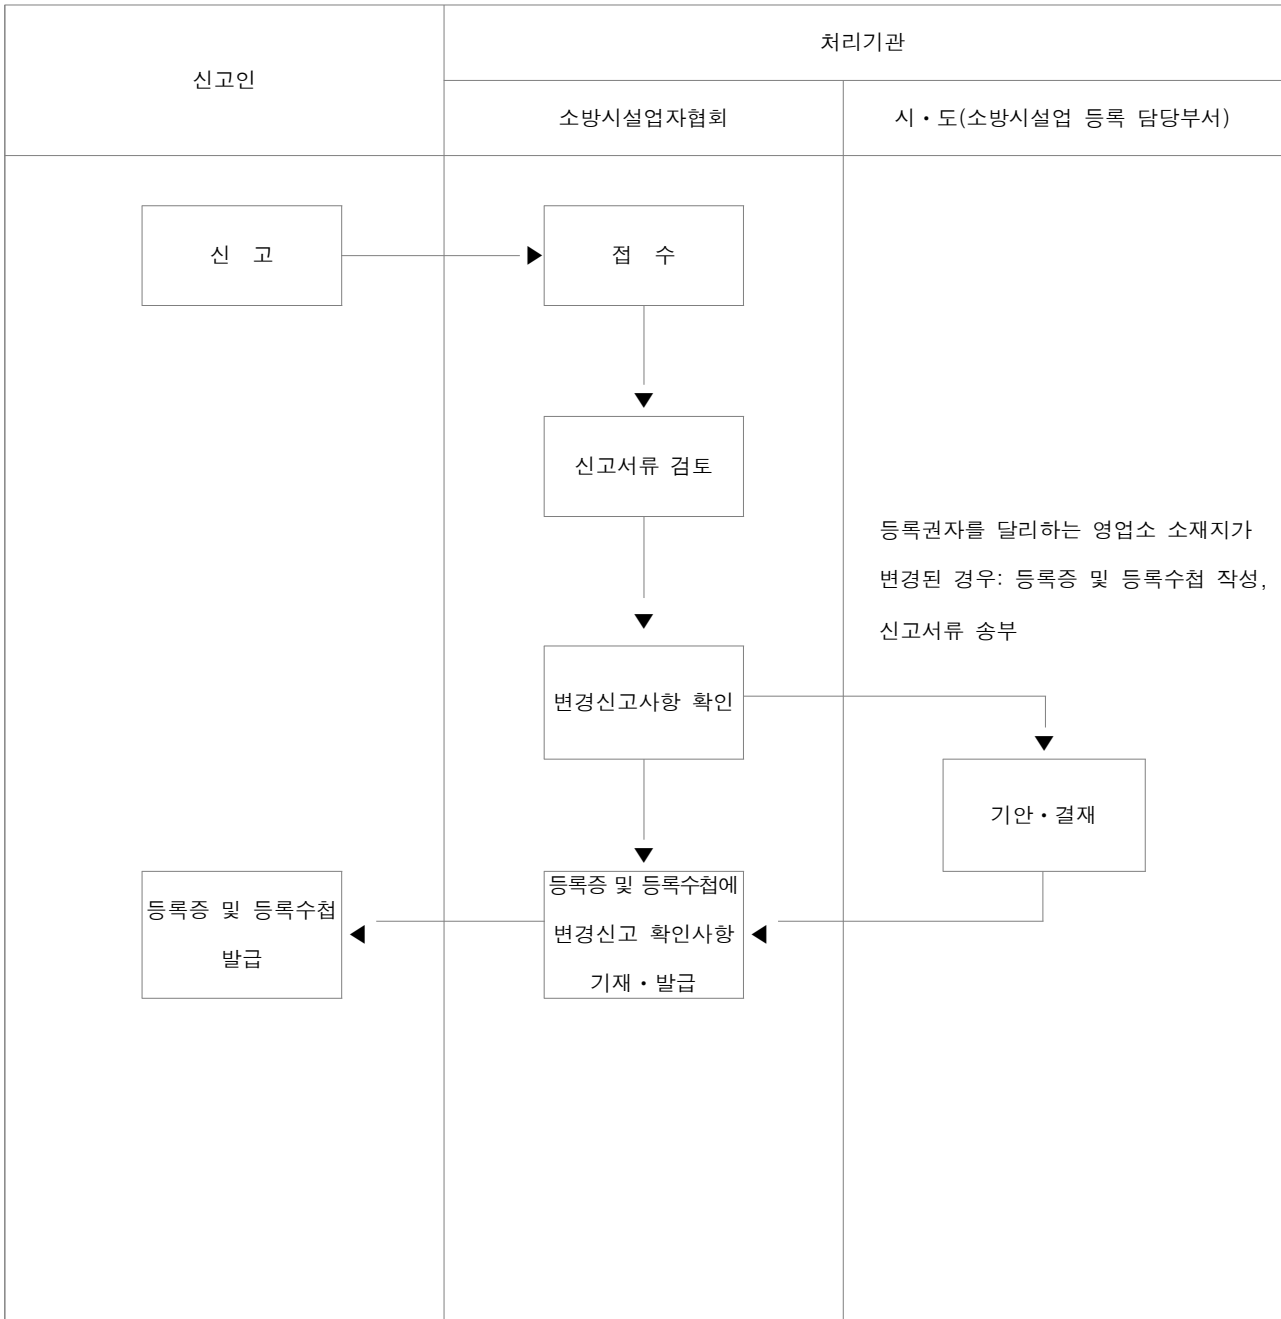 신고인
처리기관
소방시설업자협회
시・도(소방시설업 등록 담당부서)
신 고
접 수
신고서류 검토
등록권자를 달리하는 영업소 소재지가
변경된 경우: 등록증 및 등록수첩 작성,
신고서류 송부
변경신고사항 확인
기안・결재
등록증 및 등록수첩에
변경신고 확인사항
기재・발급
등록증 및 등록수첩
발급